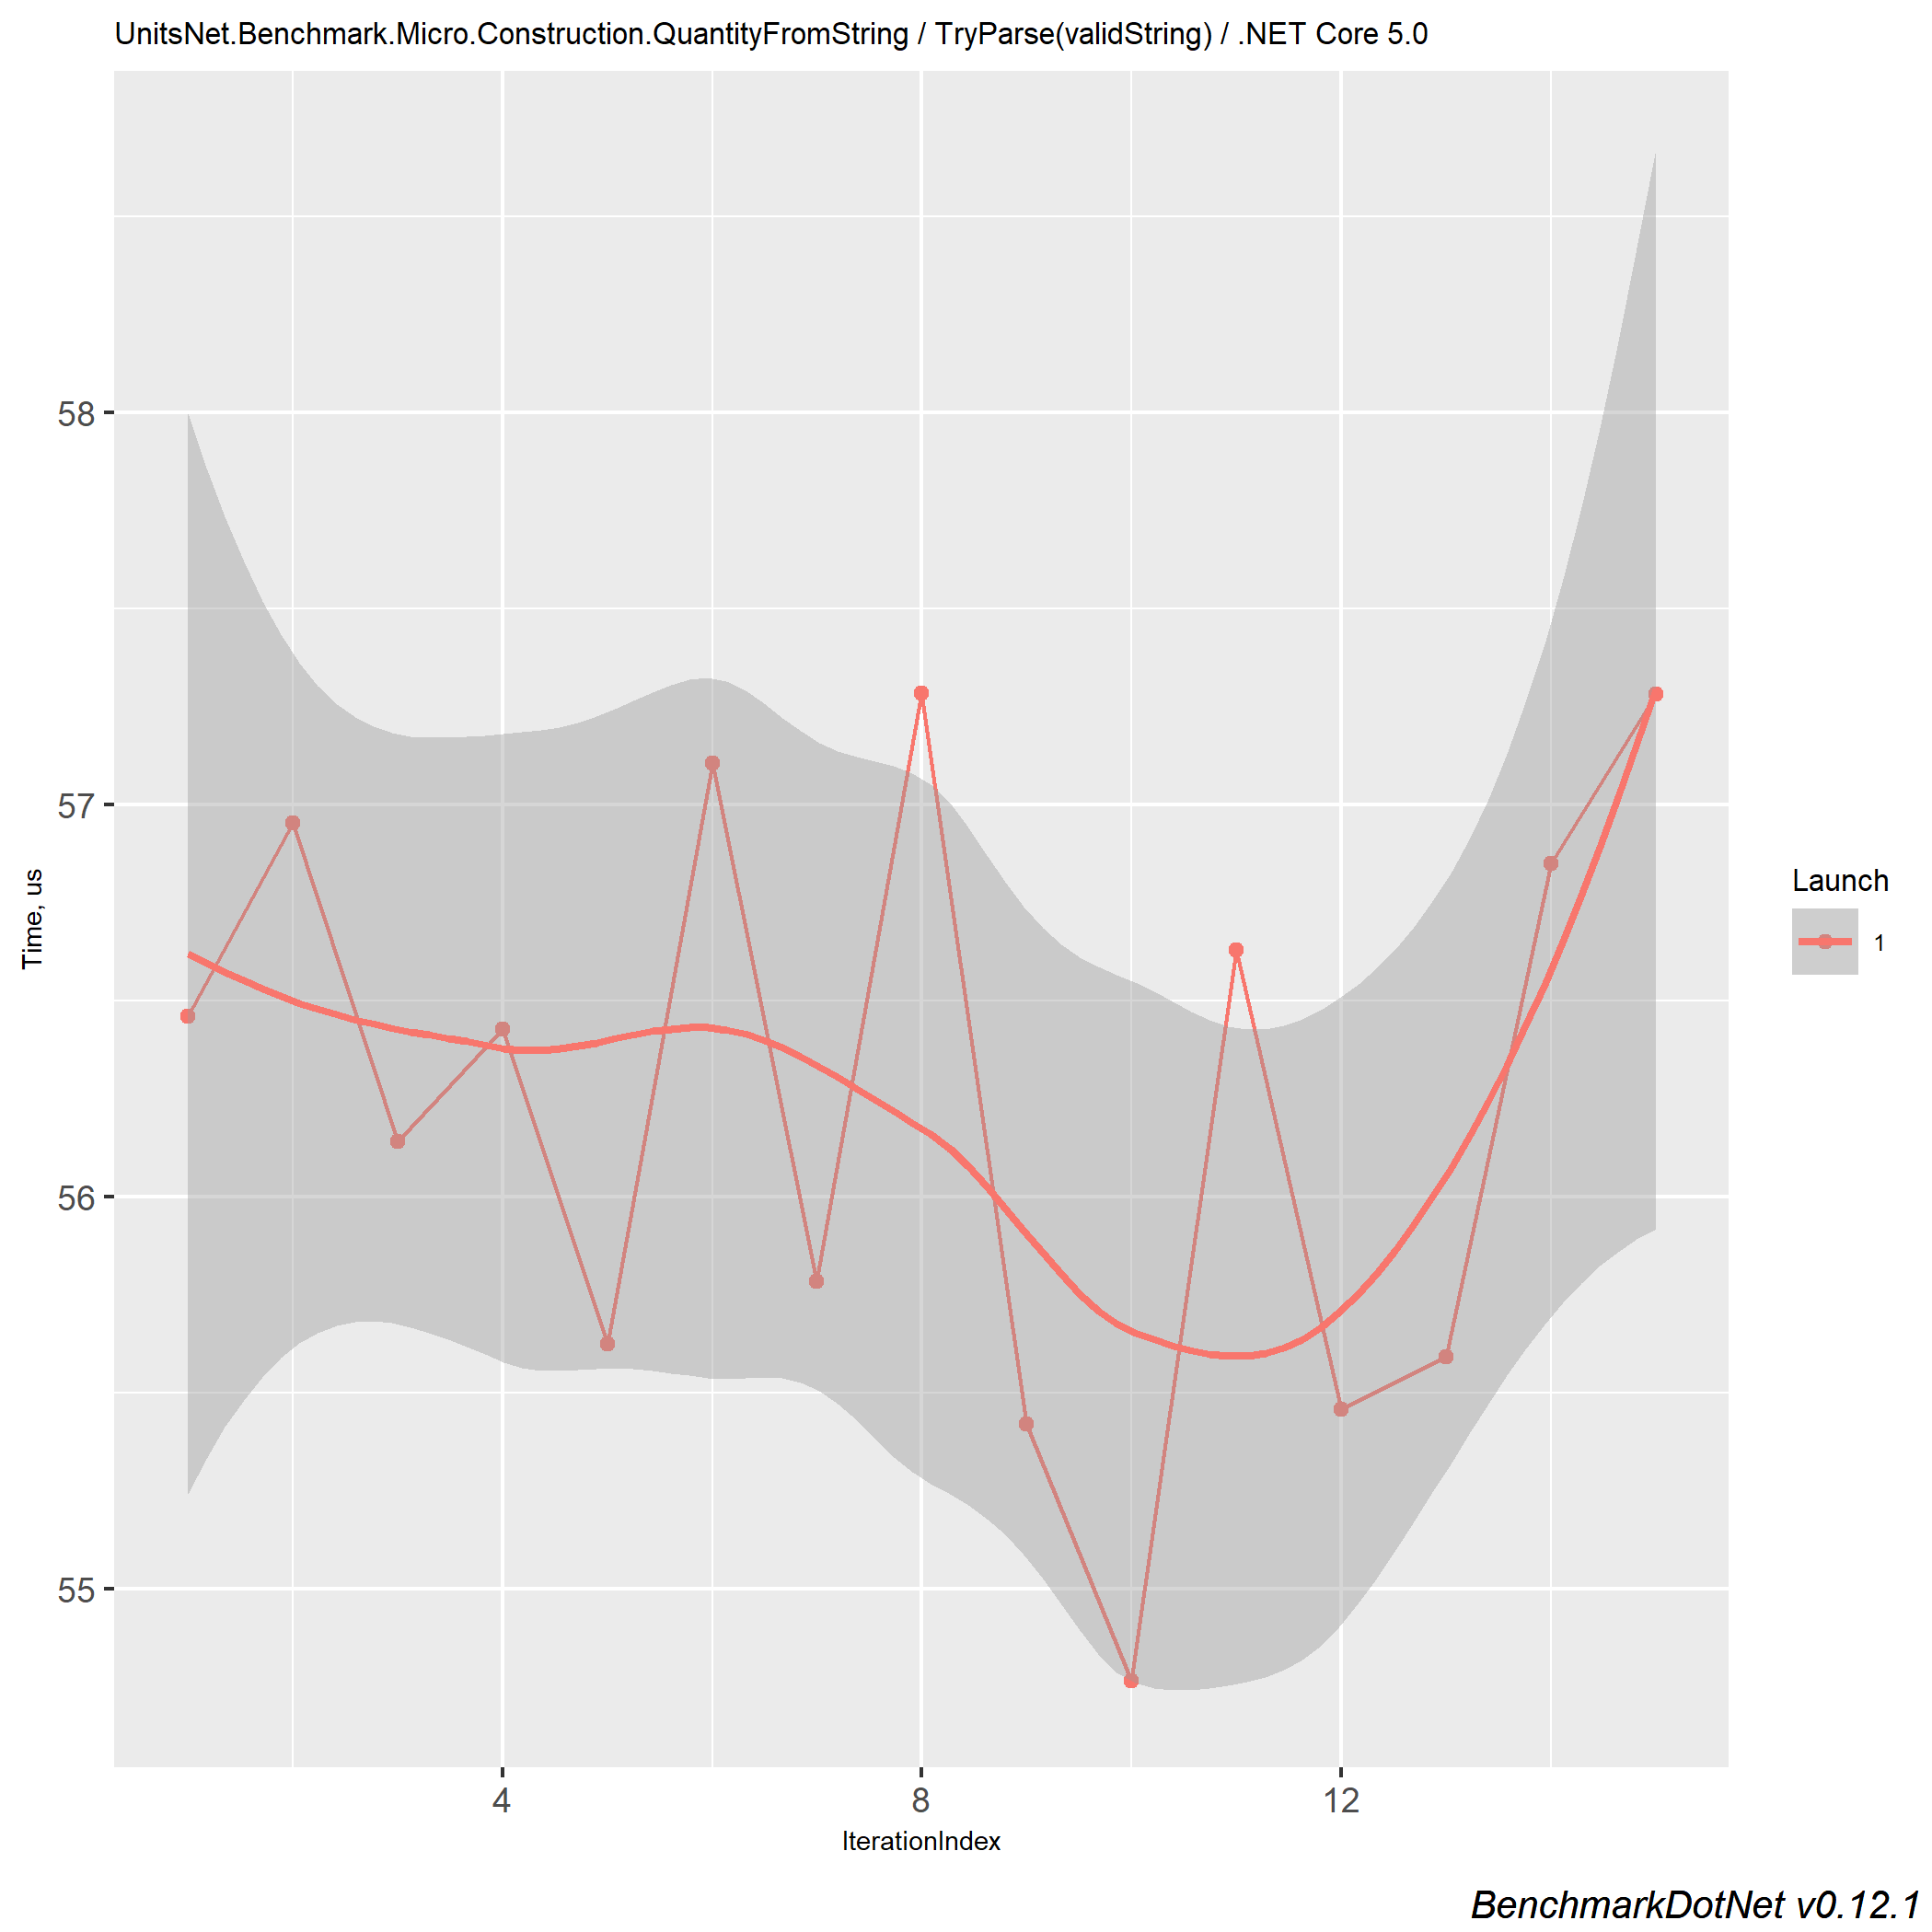 UnitsNet.Benchmark.Micro.Construction.QuantityFromString / TryParse(validString) / .NET Core 5.0
58
57
56
55
Time, us
4 8 12
IterationIndex
Launch
1
BenchmarkDotNet v0.12.1